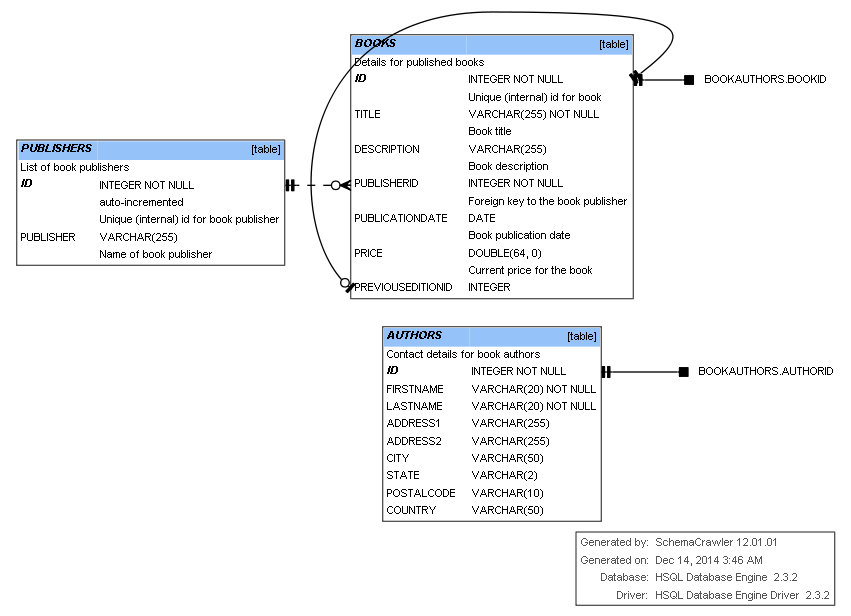 BOOKS [table]
Details for published books
ID INTEGER NOT NULL
Unique (internal) id for book
TITLE VARCHAR(255) NOT NULL
Book title
DESCRIPTION VARCHAR(255)
Book description
PUBLISHERID INTEGER NOT NULL
Foreign key to the book publisher
PUBLICATIONDATE DATE
Book publication date
PRICE DOUBLE(64, 0)
Current price for the book
PREVIOUSEDITIONID INTEGER
BOOKAUTHORS.BOOKID
PUBLISHERS [table]
List of book publishers
ID INTEGER NOT NULL
auto-incremented
Unique (internal) id for book publisher
PUBLISHER VARCHAR(255)
Name of book publisher
AUTHORS [table]
Contact details for book authors
ID INTEGER NOT NULL
FIRSTNAME VARCHAR(20) NOT NULL
LASTNAME VARCHAR(20) NOT NULL
ADDRESS1 VARCHAR(255)
ADDRESS2 VARCHAR(255)
CITY VARCHAR(50)
STATE VARCHAR(2)
POSTALCODE VARCHAR(10)
COUNTRY VARCHAR(50)
BOOKAUTHORS.AUTHORID
Generated by: SchemaCrawler 12.01.01
Generated on: Dec 14, 2014 3:46 AM
Database: HSQL Database Engine 2.3.2
Driver: HSQL Database Engine Driver 2.3.2